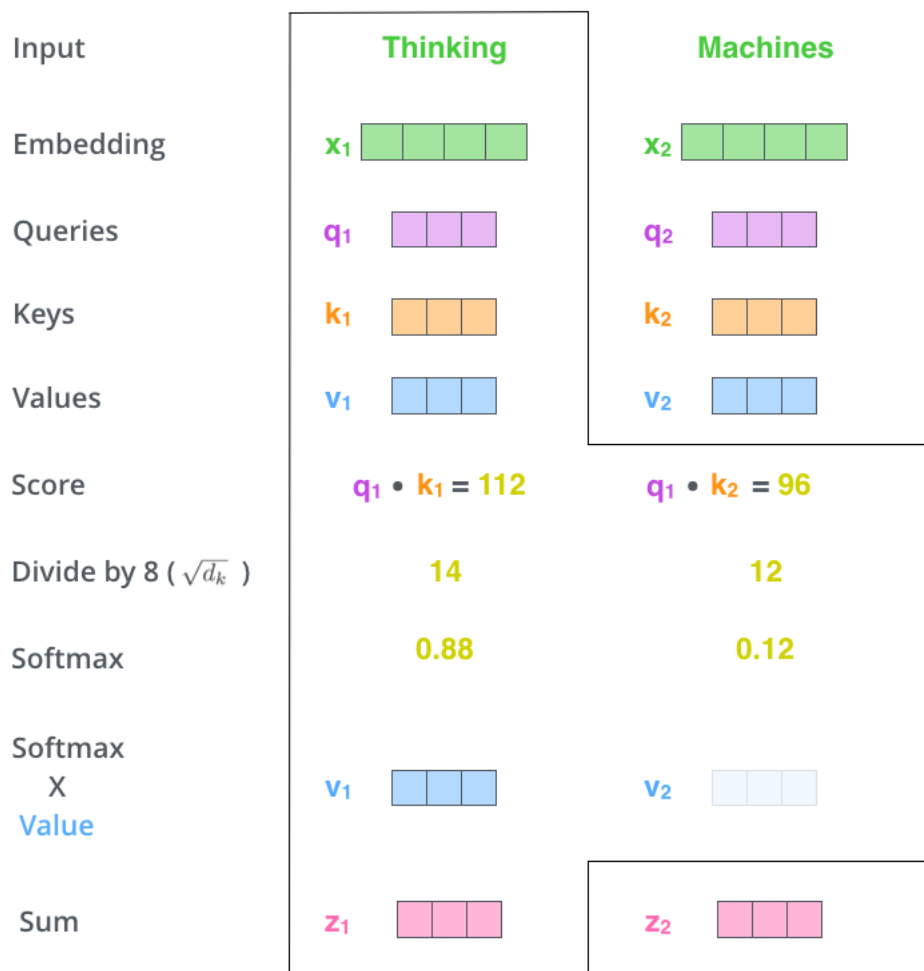 Input Thinking Machines
Embedding x₁ x₂
Queries q₁ q₂
Keys k₁ k₂
Values v₁ v₂
Score q₁ • k₁ = 112 q₁ • k₂ = 96
Divide by 8 ( √dₖ ) 14 12
Softmax 0.88 0.12
Softmax
X v₁ v₂
Value
Sum z₁ z₂